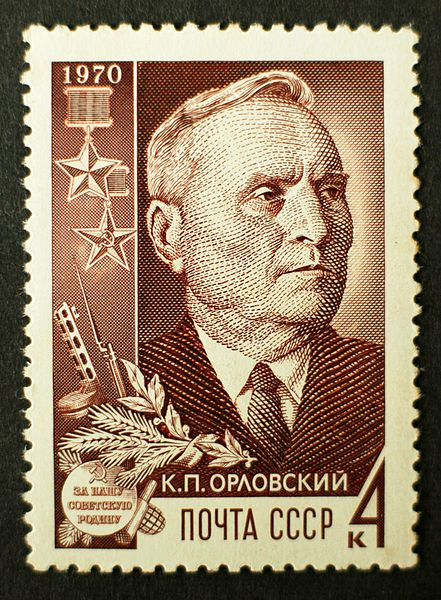 1970
К.П. ОРЛОВСКИЙ
ЗА НАШУ
СОВЕТСКУЮ
РОДИНУ
ПОЧТА СССР
4
К